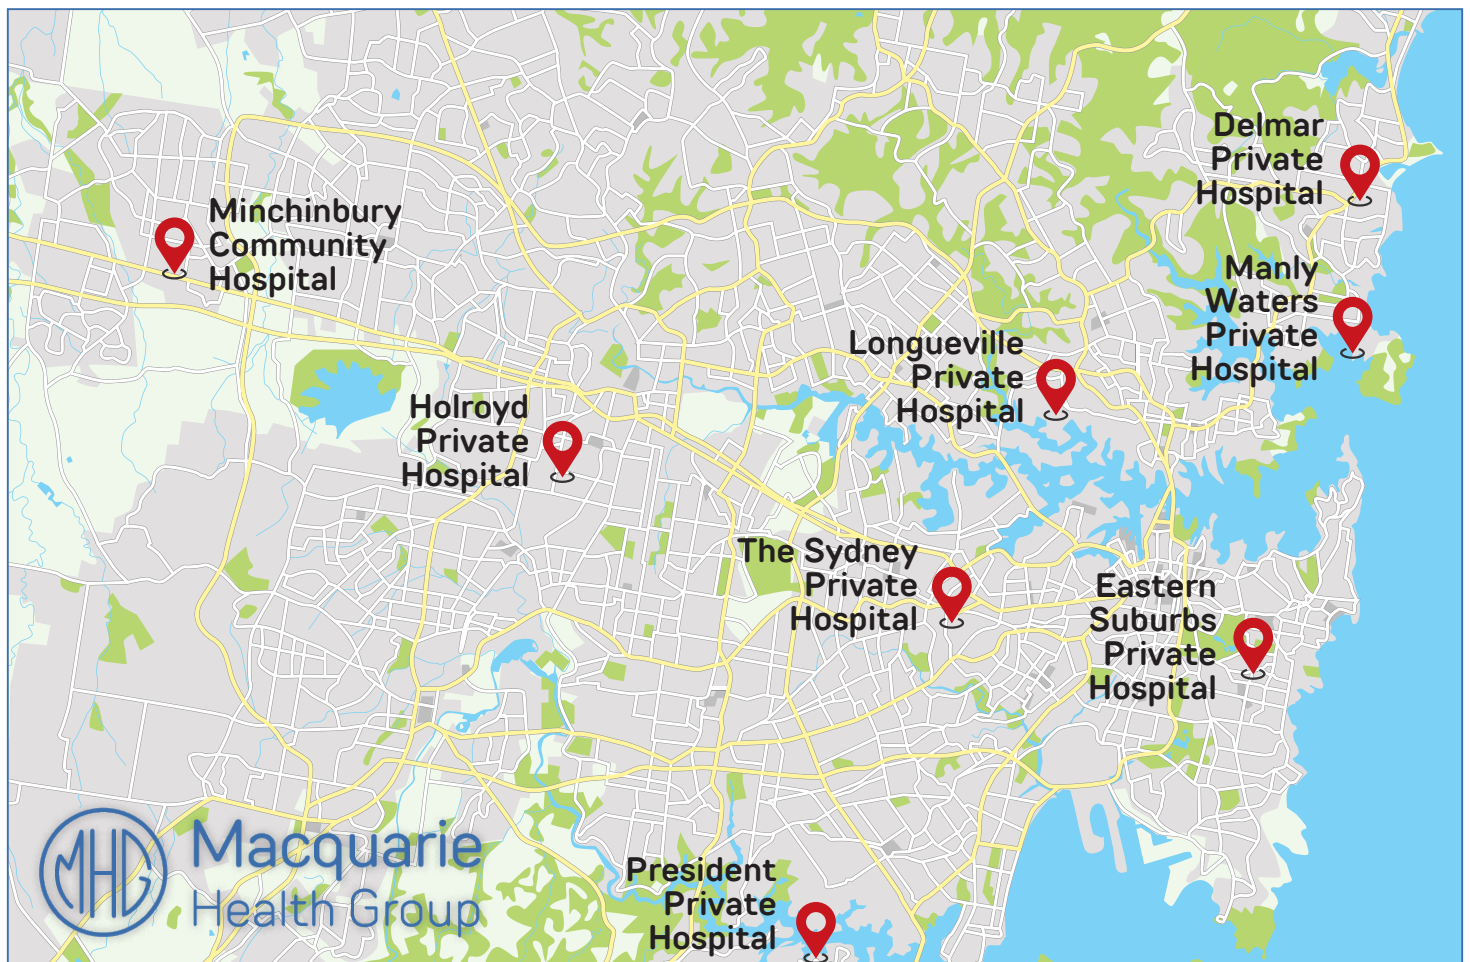 Delmar
Private
Hospital
Minchinbury
Community
Hospital
Manly
Waters
Private
Hospital
Longueville
Private
Hospital
Holroyd
Private
Hospital
The Sydney
Private
Hospital
Eastern
Suburbs
Private
Hospital
President
Private
Hospital
MHG
Macquarie
Health Group